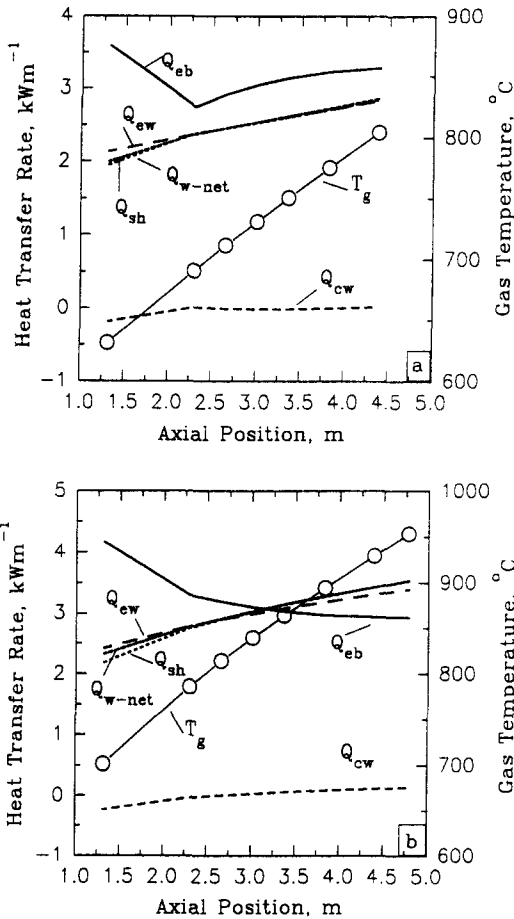 900
4
Q_eb
3
Heat Transfer Rate, kWm⁻¹
Gas Temperature, °C
Q_ew
800
2
Q_w-net
Q_sh
T_g
1
700
Q_cw
0
a
-1
600
1.0 1.5 2.0 2.5 3.0 3.5 4.0 4.5 5.0
Axial Position, m
5
1000
4
Heat Transfer Rate, kWm⁻¹
Gas Temperature, °C
Q_ew
900
3
Q_sh
Q_eb
2
Q_w-net
800
T_g
1
Q_cw
700
0
b
-1
600
1.0 1.5 2.0 2.5 3.0 3.5 4.0 4.5 5.0
Axial Position, m